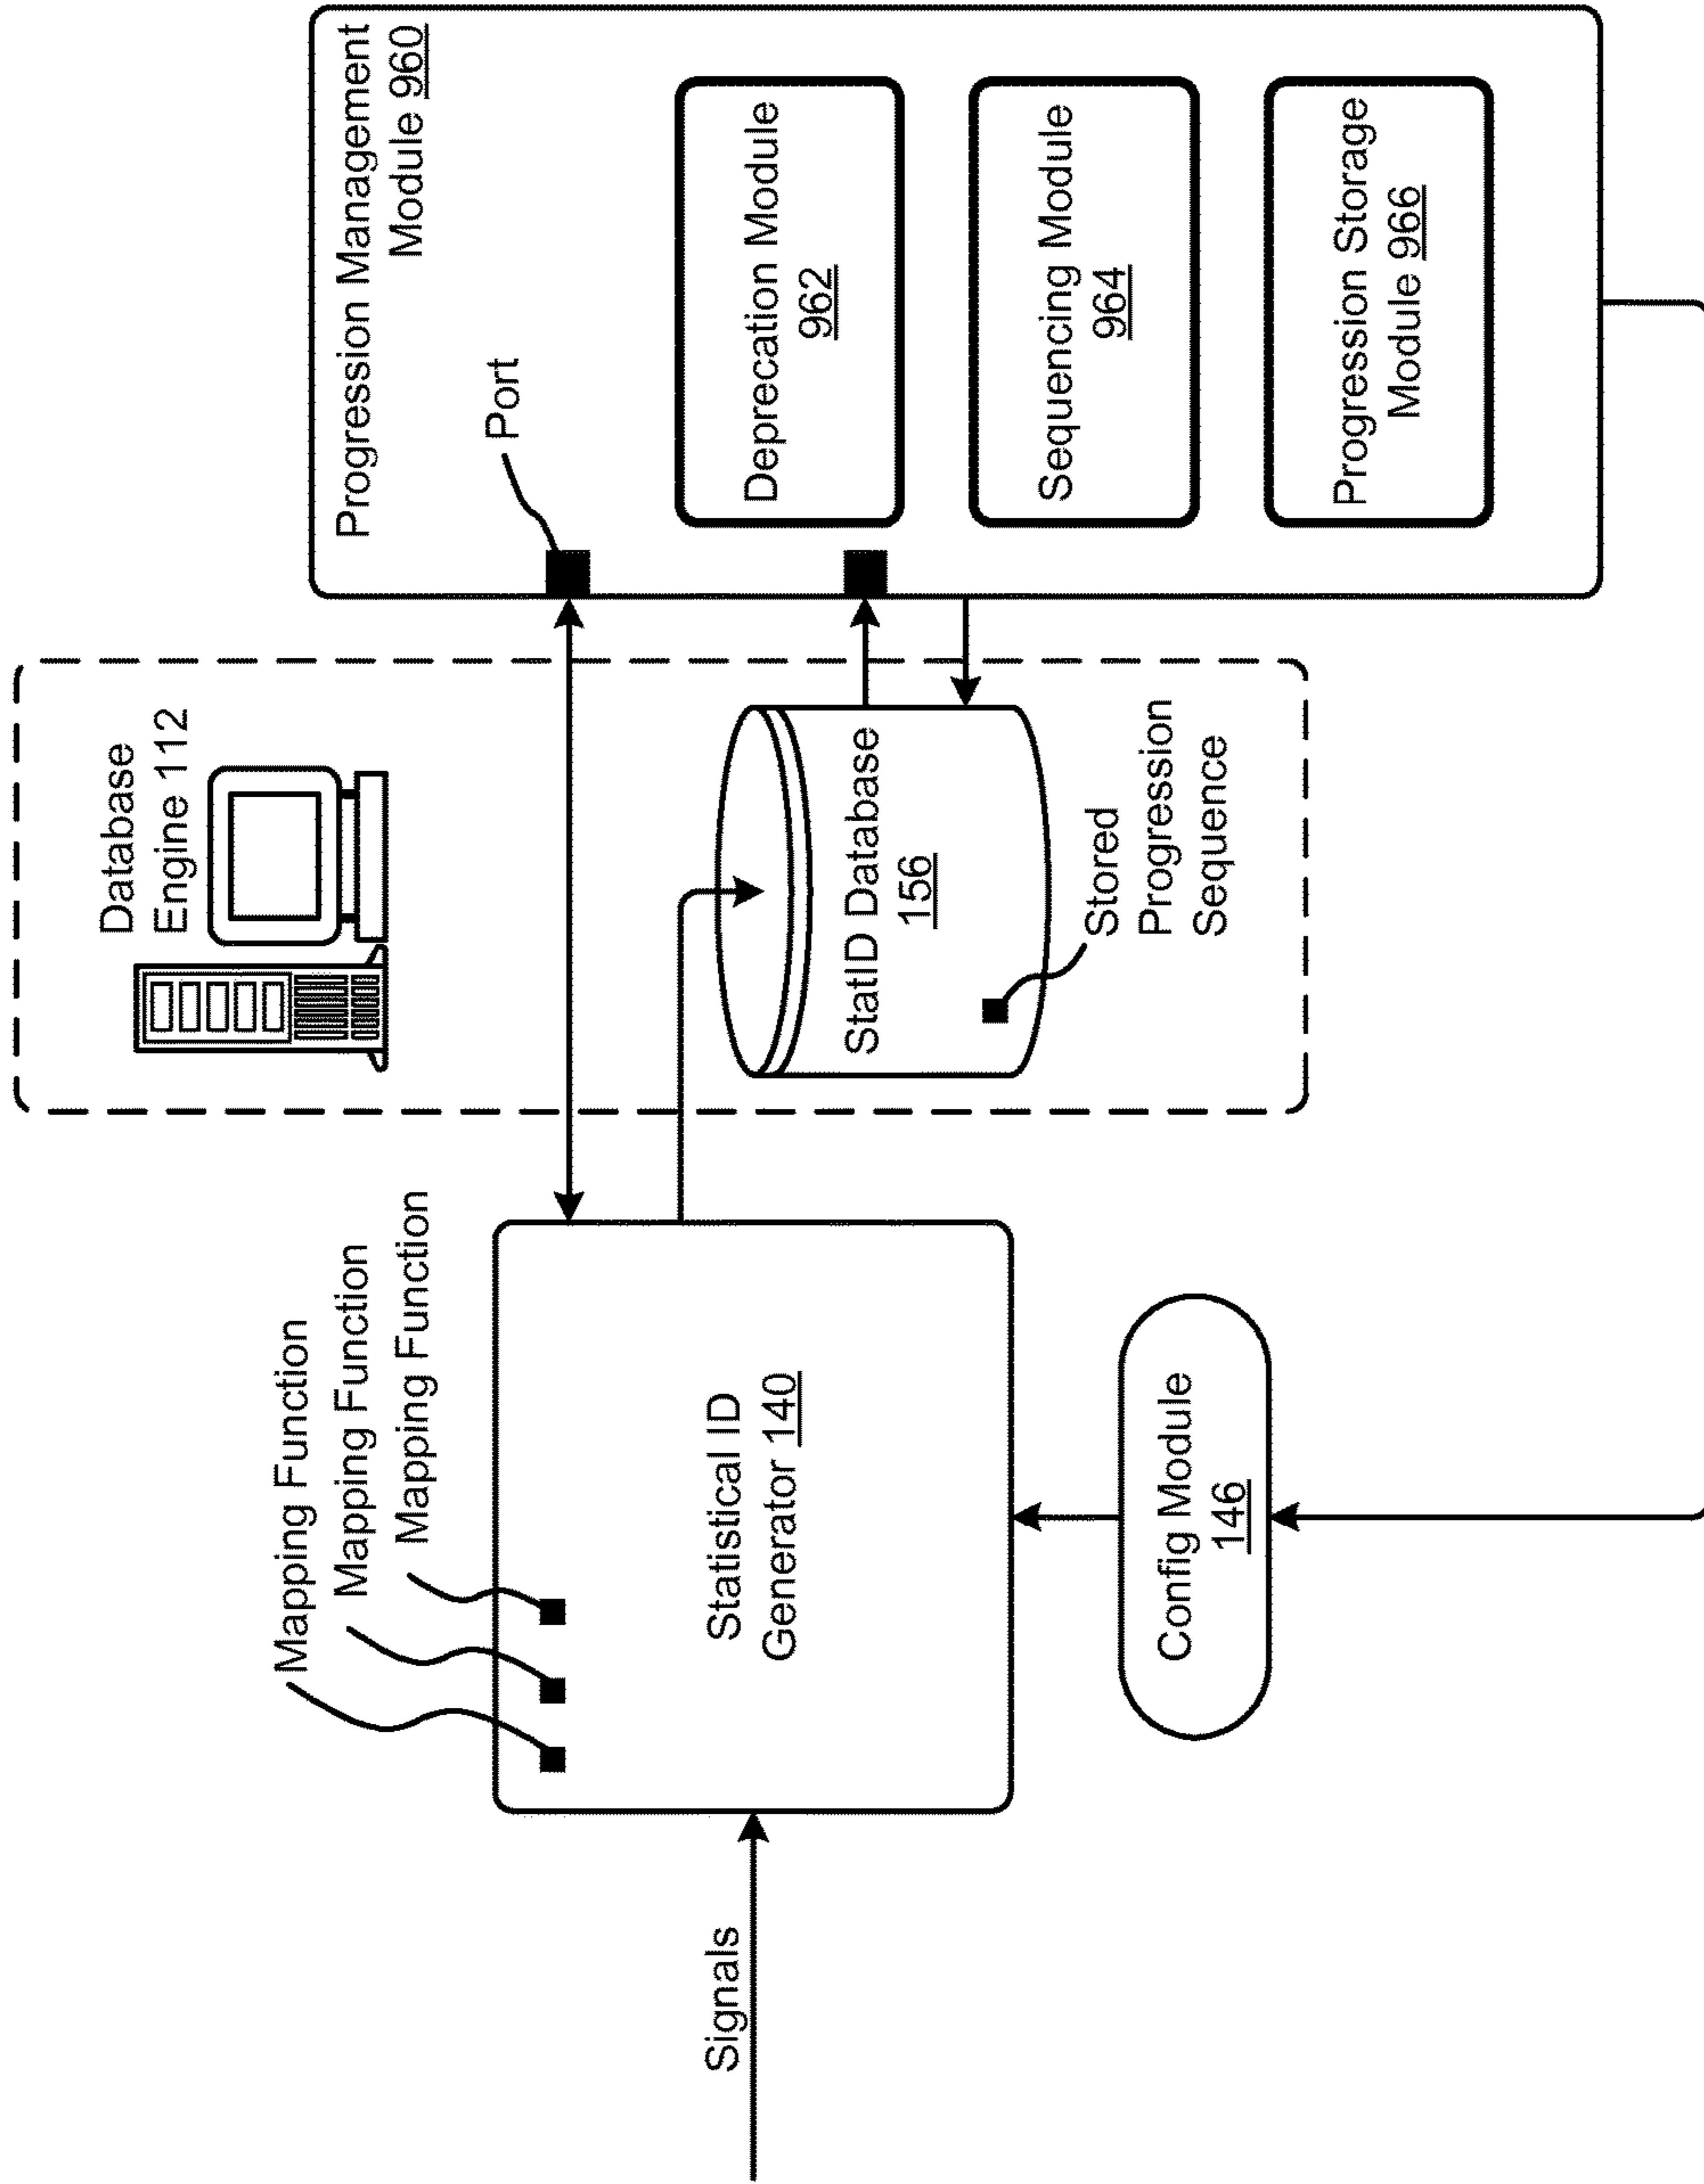 Signals
Mapping Function
Mapping Function
Mapping Function
Statistical ID
Generator 140
Config Module
146
Database
Engine 112
StatID Database
156
Stored
Progression
Sequence
Progression Management
Module 960
Port
Deprecation Module
962
Sequencing Module
964
Progression Storage
Module 966